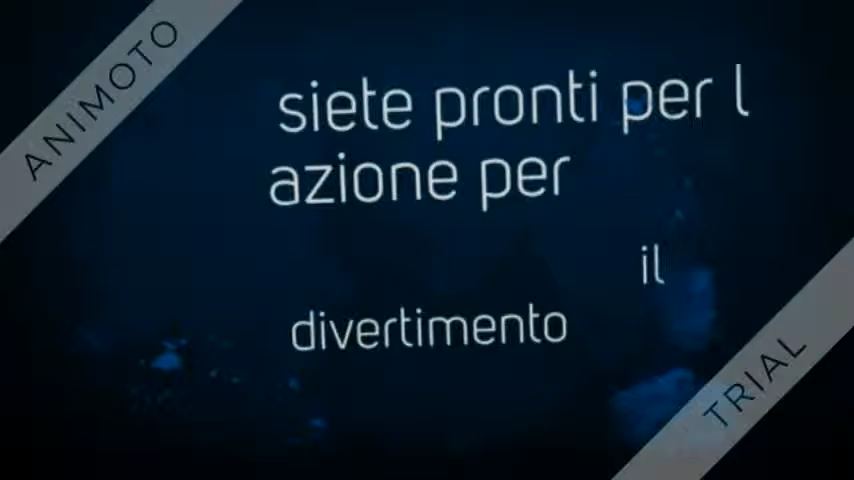 ANIMOTO
siete pronti per l
azione per
il
divertimento
TRIAL